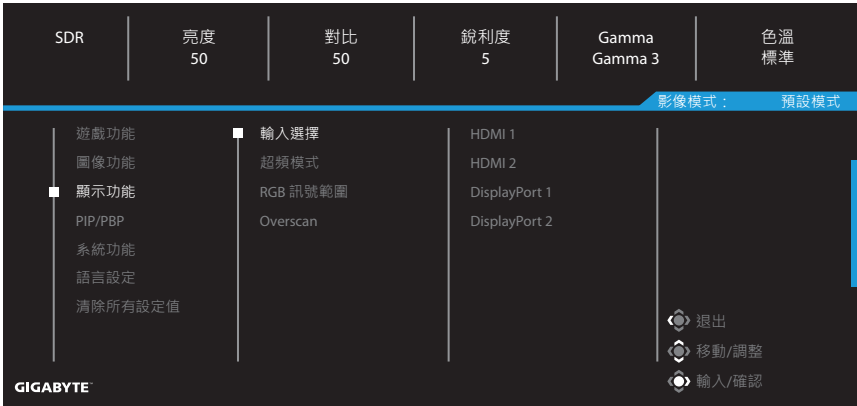 SDR
亮度
50
對比
50
銳利度
5
Gamma
Gamma 3
色溫
標準
影像模式： 預設模式
遊戲功能
圖像功能
顯示功能
PIP/PBP
系統功能
語言設定
清除所有設定值
輸入選擇
超頻模式
RGB 訊號範圍
Overscan
HDMI 1
HDMI 2
DisplayPort 1
DisplayPort 2
退出
移動/調整
輸入/確認
GIGABYTE™